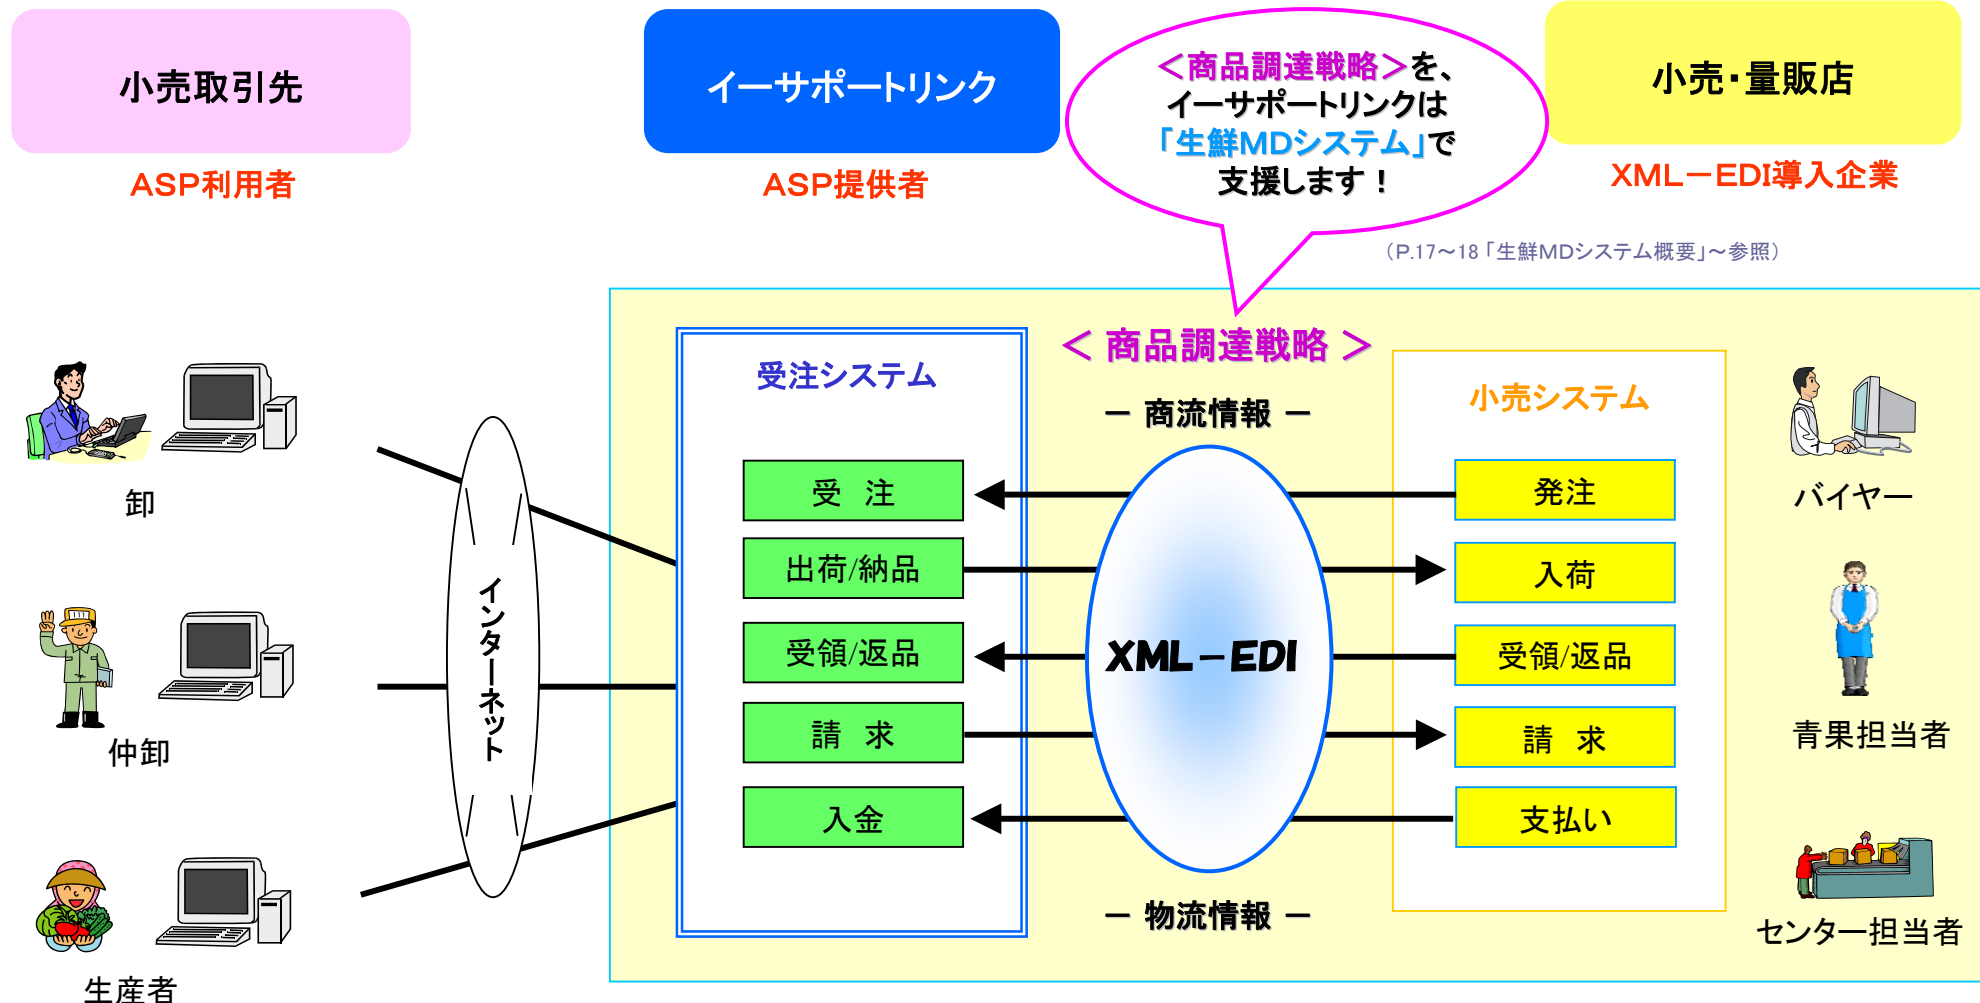 小売取引先
イーサポートリンク
＜商品調達戦略＞を、
イーサポートリンクは
「生鮮MDシステム」で
支援します！
小売・量販店
ASP利用者
ASP提供者
XML－EDI導入企業
（P.17～18「生鮮MDシステム概要」～参照）
＜ 商品調達戦略 ＞
受注システム
小売システム
－ 商流情報 －
卸
仲卸
生産者
インターネット
受　注
出荷/納品
受領/返品
請　求
入金
XML－EDI
発注
入荷
受領/返品
請　求
支払い
－ 物流情報 －
バイヤー
青果担当者
センター担当者